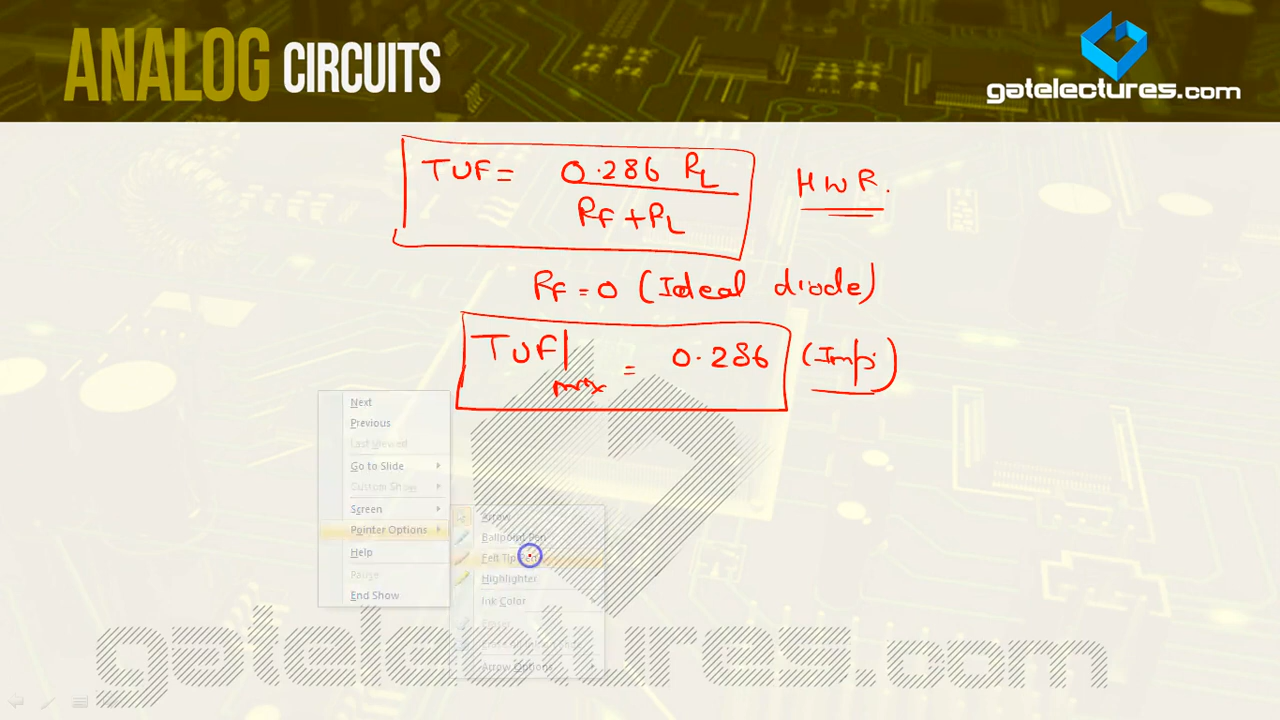 ANALOG CIRCUITS
gatelectures.com
TUF = 0.286 RL
RF + RL
HWR.
RF = 0 (Ideal diode)
TUF|max = 0.286 (Imp)
Next
Previous
Last Viewed
Go to Slide
Custom Show
Screen
Pointer Options
Help
Pause
End Show
Arrow
Ballpoint Pen
Felt Tip Pen
Highlighter
Ink Color
Arrow Options
gatelectures.com